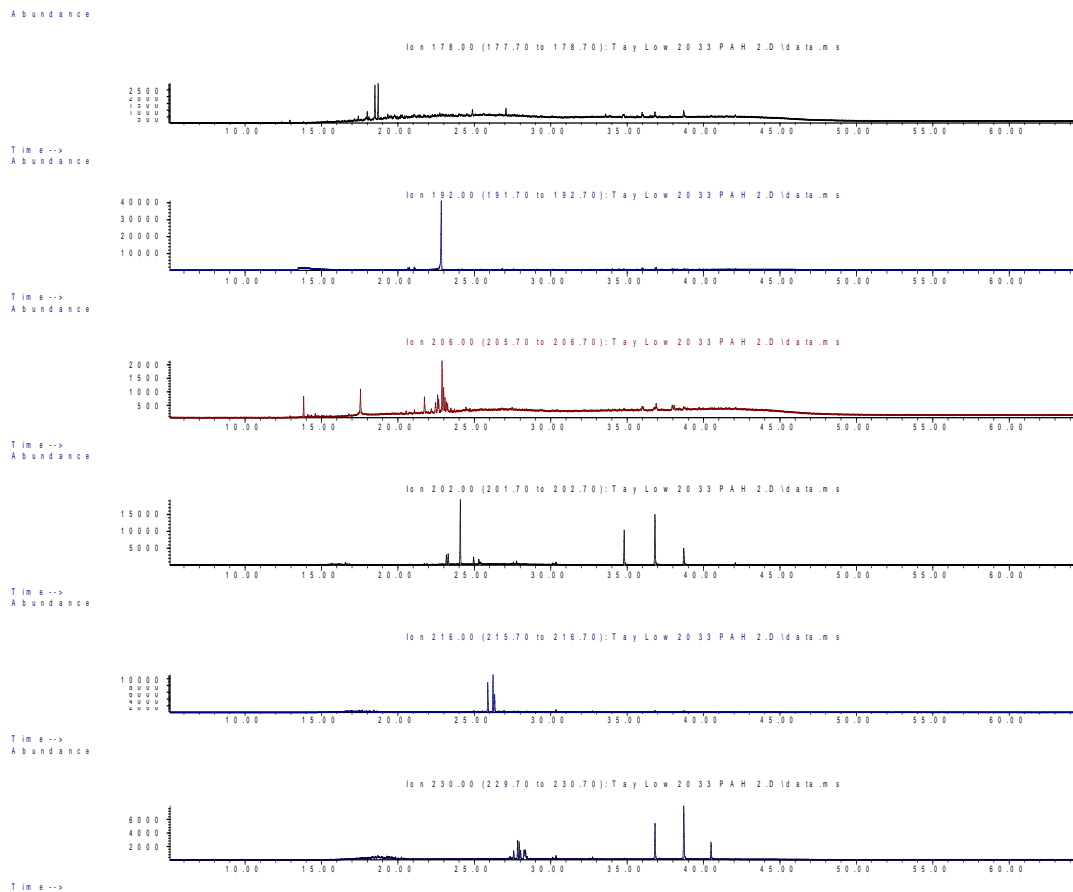 Abundance
Ion 178.00 (177.70 to 178.70): Tay Low 2033 PAH 2.D\data.ms
2500
2000
1500
1000
500
10.00 15.00 20.00 25.00 30.00 35.00 40.00 45.00 50.00 55.00 60.00
Time-->
Abundance
Ion 192.00 (191.70 to 192.70): Tay Low 2033 PAH 2.D\data.ms
40000
30000
20000
10000
10.00 15.00 20.00 25.00 30.00 35.00 40.00 45.00 50.00 55.00 60.00
Time-->
Abundance
Ion 206.00 (205.70 to 206.70): Tay Low 2033 PAH 2.D\data.ms
2000
1500
1000
500
10.00 15.00 20.00 25.00 30.00 35.00 40.00 45.00 50.00 55.00 60.00
Time-->
Abundance
Ion 202.00 (201.70 to 202.70): Tay Low 2033 PAH 2.D\data.ms
15000
10000
5000
10.00 15.00 20.00 25.00 30.00 35.00 40.00 45.00 50.00 55.00 60.00
Time-->
Abundance
Ion 216.00 (215.70 to 216.70): Tay Low 2033 PAH 2.D\data.ms
10000
8000
6000
4000
2000
10.00 15.00 20.00 25.00 30.00 35.00 40.00 45.00 50.00 55.00 60.00
Time-->
Abundance
Ion 230.00 (229.70 to 230.70): Tay Low 2033 PAH 2.D\data.ms
6000
4000
2000
10.00 15.00 20.00 25.00 30.00 35.00 40.00 45.00 50.00 55.00 60.00
Time-->